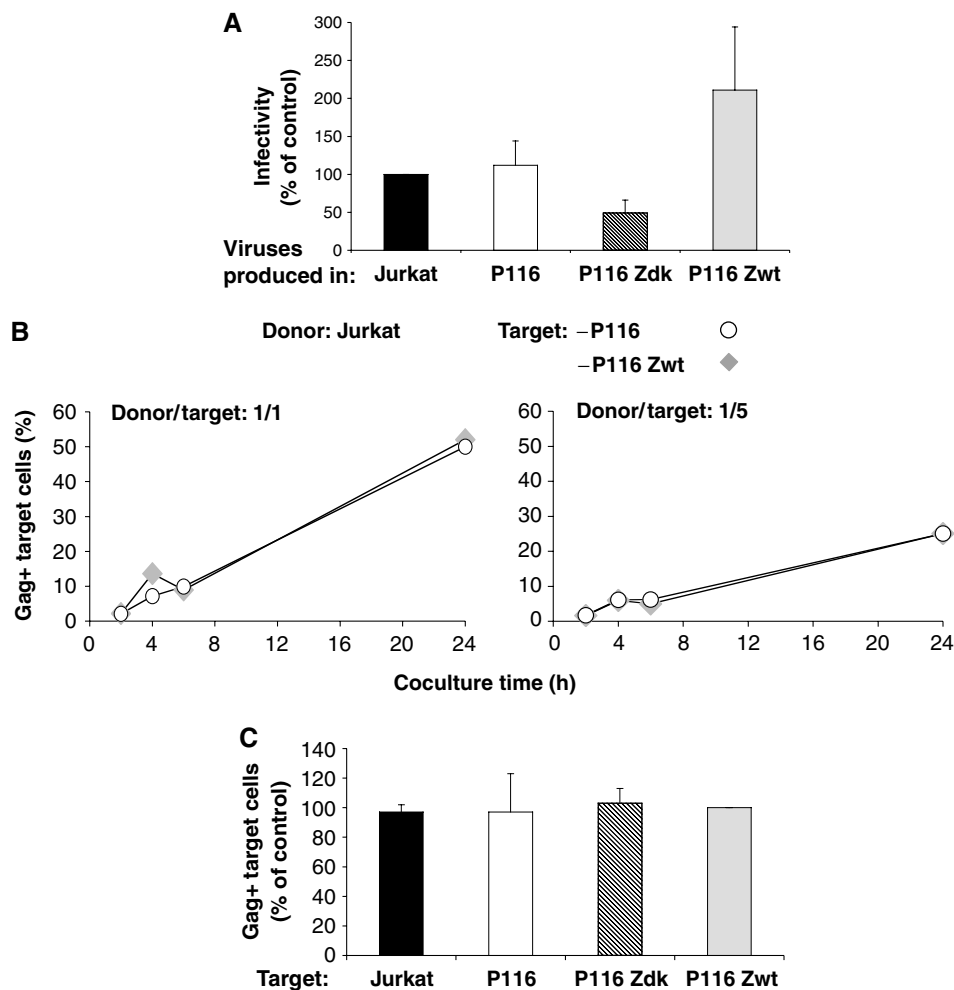 A
300
250
200
150
100
50
0
Infectivity
(% of control)
Viruses
produced in:
Jurkat
P116
P116 Zdk
P116 Zwt
B
Donor: Jurkat
Target: –P116
–P116 Zwt
Donor/target: 1/1
60
50
40
30
20
10
0
Gag+ target cells (%)
0 4 8 12 16 20 24
Donor/target: 1/5
60
50
40
30
20
10
0
0 4 8 12 16 20 24
Coculture time (h)
C
140
120
100
80
60
40
20
0
Gag+ target cells
(% of control)
Target:
Jurkat
P116
P116 Zdk
P116 Zwt